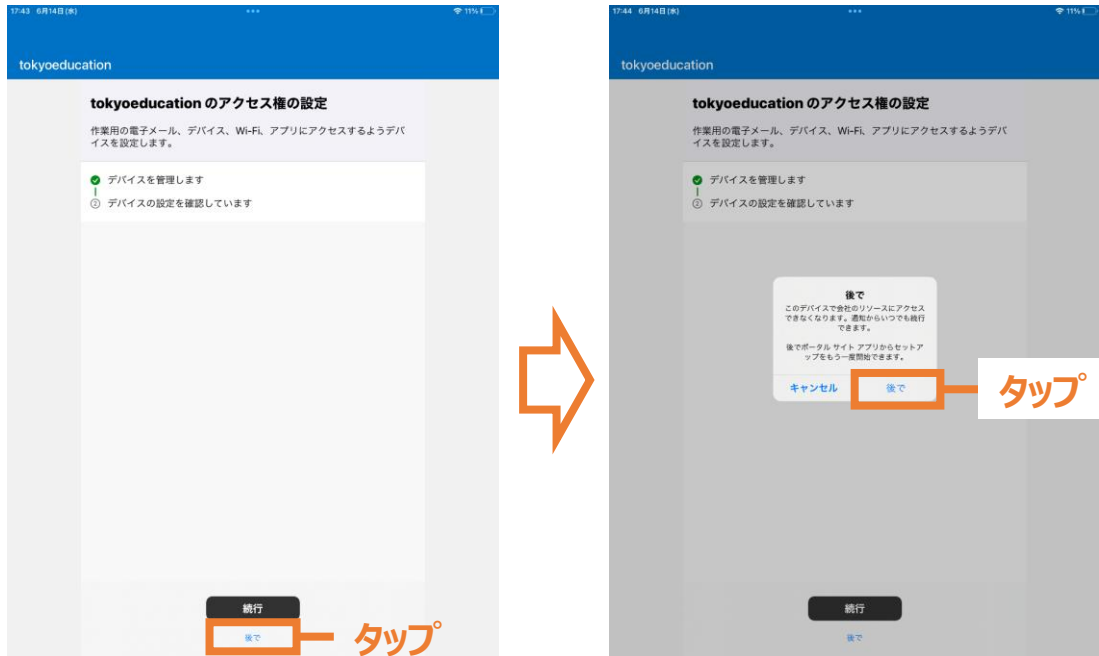 17:43 6月14日(水)
11%
tokyoeducation
tokyoeducation のアクセス権の設定
作業用の電子メール、デバイス、Wi-Fi、アプリにアクセスするようデバ
イスを設定します。
デバイスを管理します
2 デバイスの設定を確認しています
続行
後で
タップ
17:44 6月14日(水)
11%
tokyoeducation
tokyoeducation のアクセス権の設定
作業用の電子メール、デバイス、Wi-Fi、アプリにアクセスするようデバ
イスを設定します。
デバイスを管理します
2 デバイスの設定を確認しています
後で
このデバイスで会社のリソースにアクセス
できなくなります。通知からいつでも続行
できます。
後でポータル サイト アプリからセットア
ップをもう一度開始できます。
キャンセル 後で
タップ
続行
後で